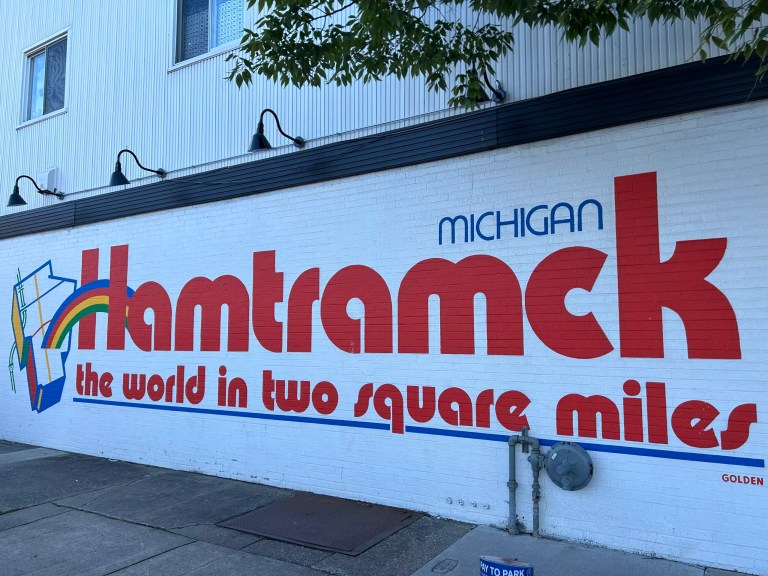 MICHIGAN
Hamtramck
the world in two square miles
GOLDEN
PAY TO PARK